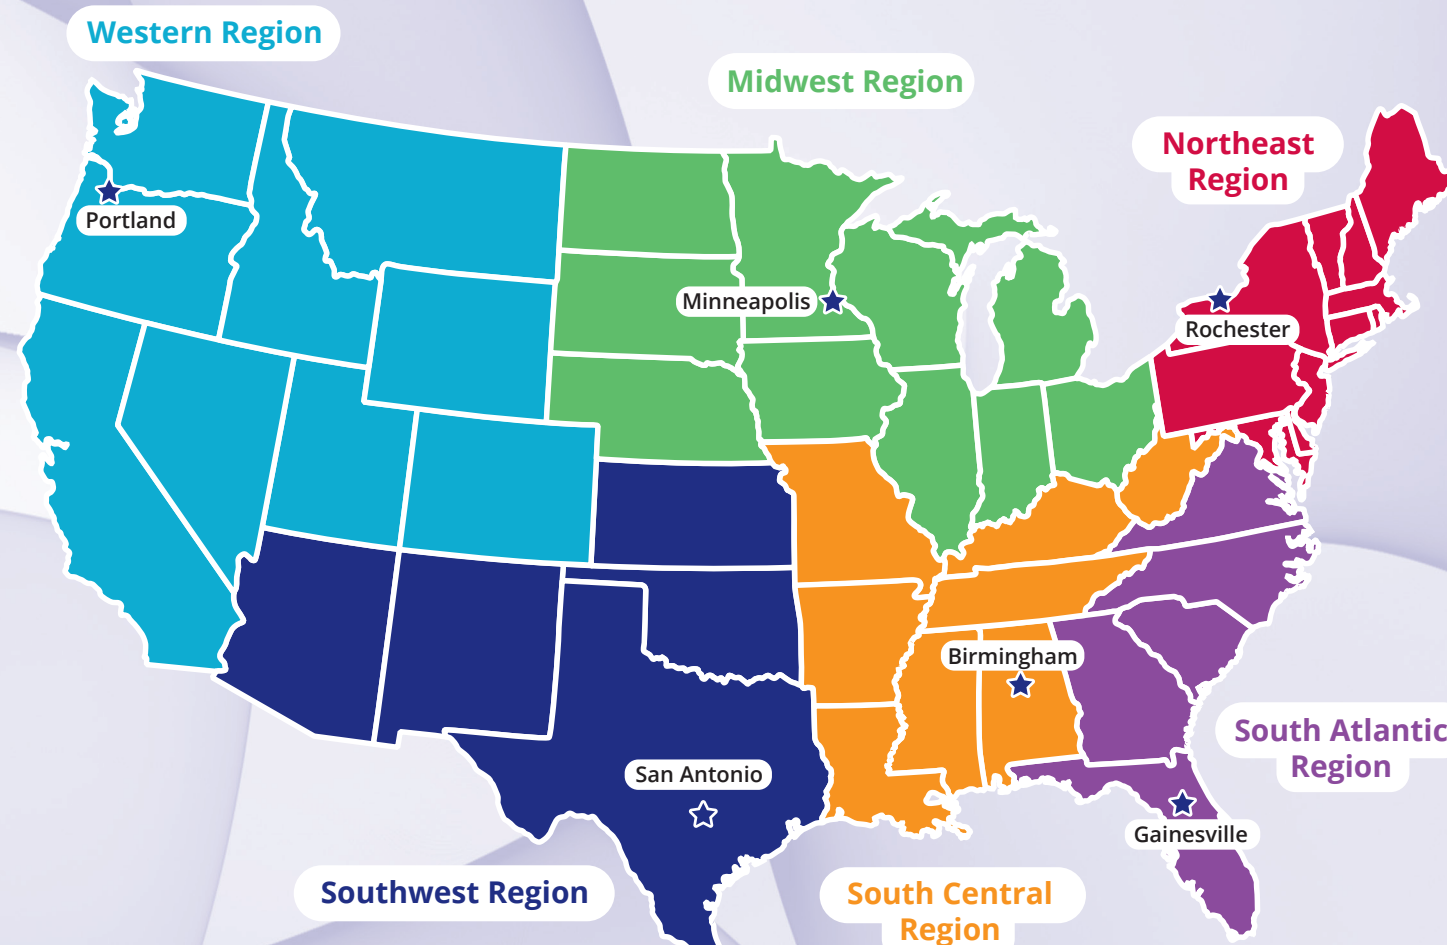 Western Region
Midwest Region
Northeast
Region
Portland
Minneapolis
Rochester
Birmingham
South Atlantic
Region
San Antonio
Gainesville
Southwest Region
South Central
Region